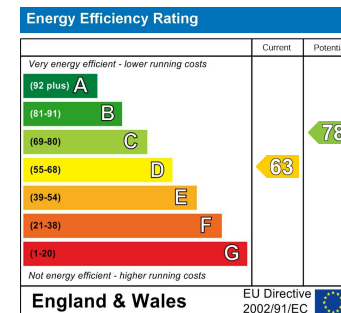 Energy Efficiency Rating
Current
Very energy efficient - lower running costs
(92 plus) A
(81-91) B
(69-80) C
78
(55-68) D
63
(39-54) E
(21-38) F
(1-20) G
Not energy efficient - higher running costs
England & Wales
EU Directive
2002/91/EC